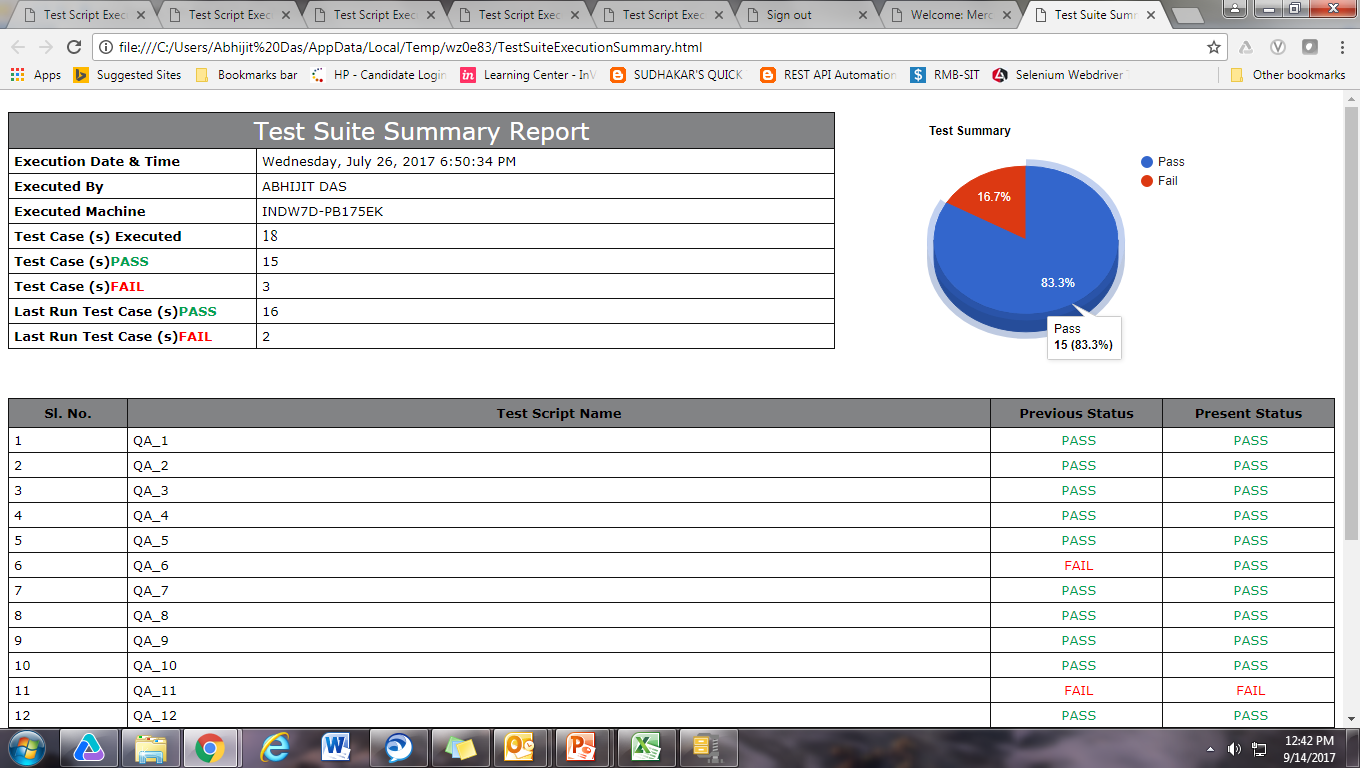 Test Script Exec Test Script Exec Test Script Exec Test Script Exec Test Script Exec Sign out Welcome: Merc Test Suite Summ
file:///C:/Users/Abhijit%20Das/AppData/Local/Temp/wz0e83/TestSuiteExecutionSummary.html
Apps Suggested Sites Bookmarks bar HP - Candidate Login Learning Center - InV SUDHAKAR'S QUICK REST API Automation RMB-SIT Selenium Webdriver Other bookmarks
Test Suite Summary Report
Execution Date & Time Wednesday, July 26, 2017 6:50:34 PM
Executed By ABHIJIT DAS
Executed Machine INDW7D-PB175EK
Test Case (s) Executed 18
Test Case (s)PASS 15
Test Case (s)FAIL 3
Last Run Test Case (s)PASS 16
Last Run Test Case (s)FAIL 2
Test Summary
Pass
Fail
16.7%
83.3%
Pass
15 (83.3%)
Sl. No. Test Script Name Previous Status Present Status
1 QA_1 PASS PASS
2 QA_2 PASS PASS
3 QA_3 PASS PASS
4 QA_4 PASS PASS
5 QA_5 PASS PASS
6 QA_6 FAIL PASS
7 QA_7 PASS PASS
8 QA_8 PASS PASS
9 QA_9 PASS PASS
10 QA_10 PASS PASS
11 QA_11 FAIL FAIL
12 QA_12 PASS PASS
12:42 PM
9/14/2017